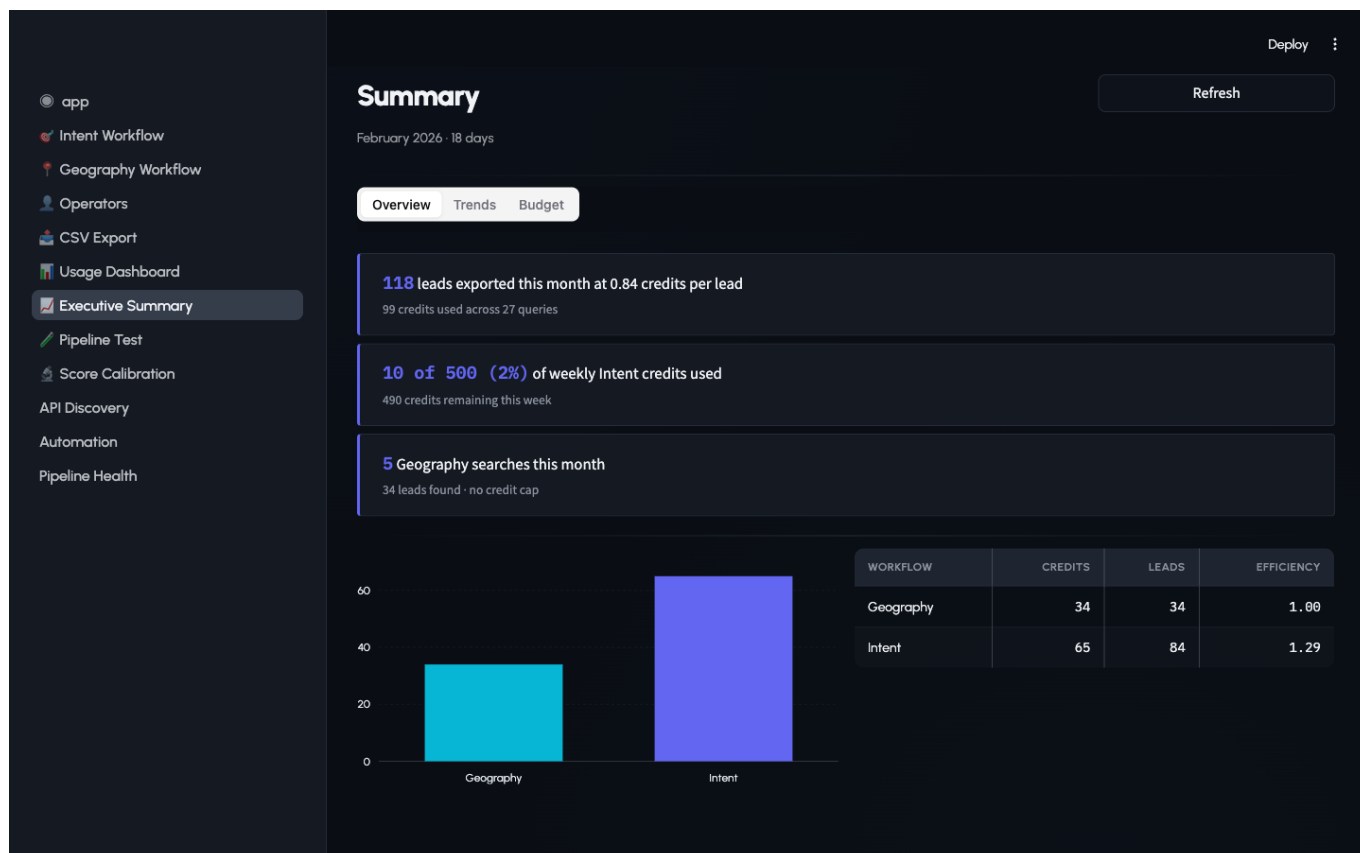 Deploy
app
Intent Workflow
Geography Workflow
Operators
CSV Export
Usage Dashboard
Executive Summary
Pipeline Test
Score Calibration
API Discovery
Automation
Pipeline Health
Summary
Refresh
February 2026 · 18 days
Overview Trends Budget
118 leads exported this month at 0.84 credits per lead
99 credits used across 27 queries
10 of 500 (2%) of weekly Intent credits used
490 credits remaining this week
5 Geography searches this month
34 leads found · no credit cap
60
40
20
0
Geography Intent
WORKFLOW CREDITS LEADS EFFICIENCY
Geography 34 34 1.00
Intent 65 84 1.29